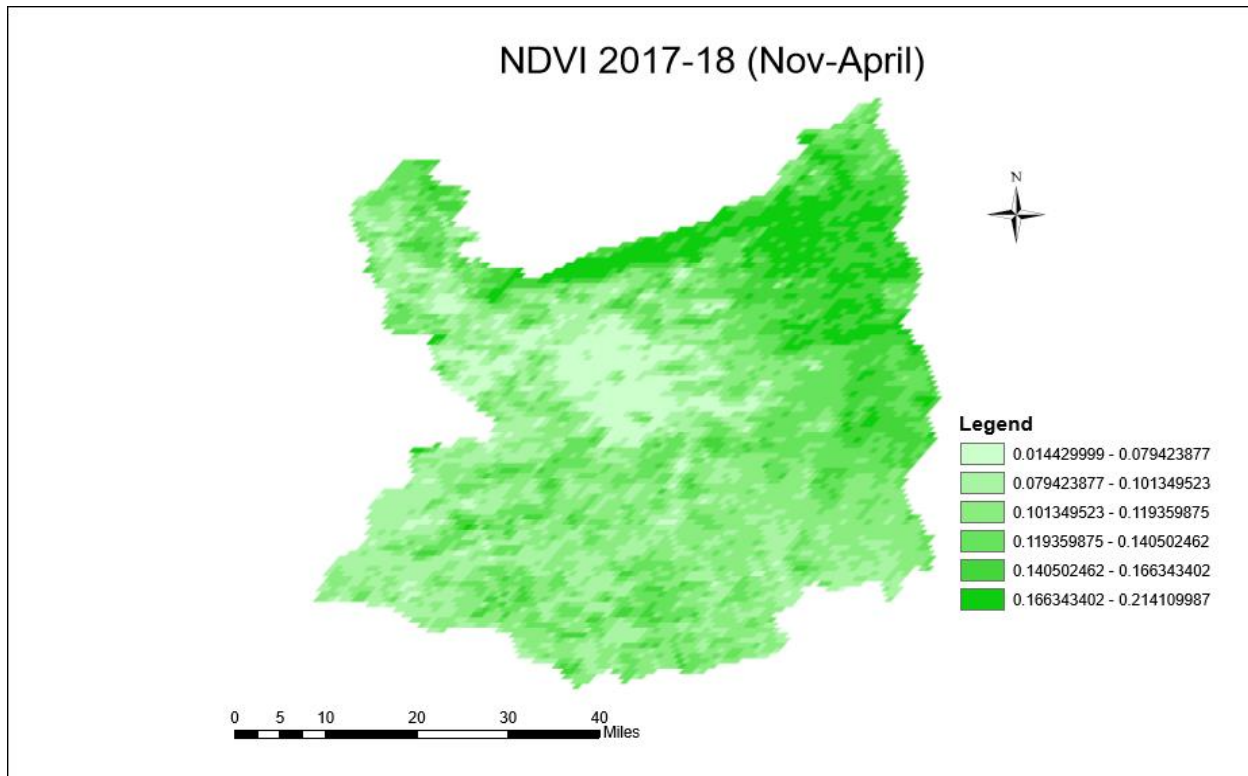 NDVI 2017-18 (Nov-April)
N
Legend
0.014429999 - 0.079423877
0.079423877 - 0.101349523
0.101349523 - 0.119359875
0.119359875 - 0.140502462
0.140502462 - 0.166343402
0.166343402 - 0.214109987
0 5 10 20 30 40
Miles